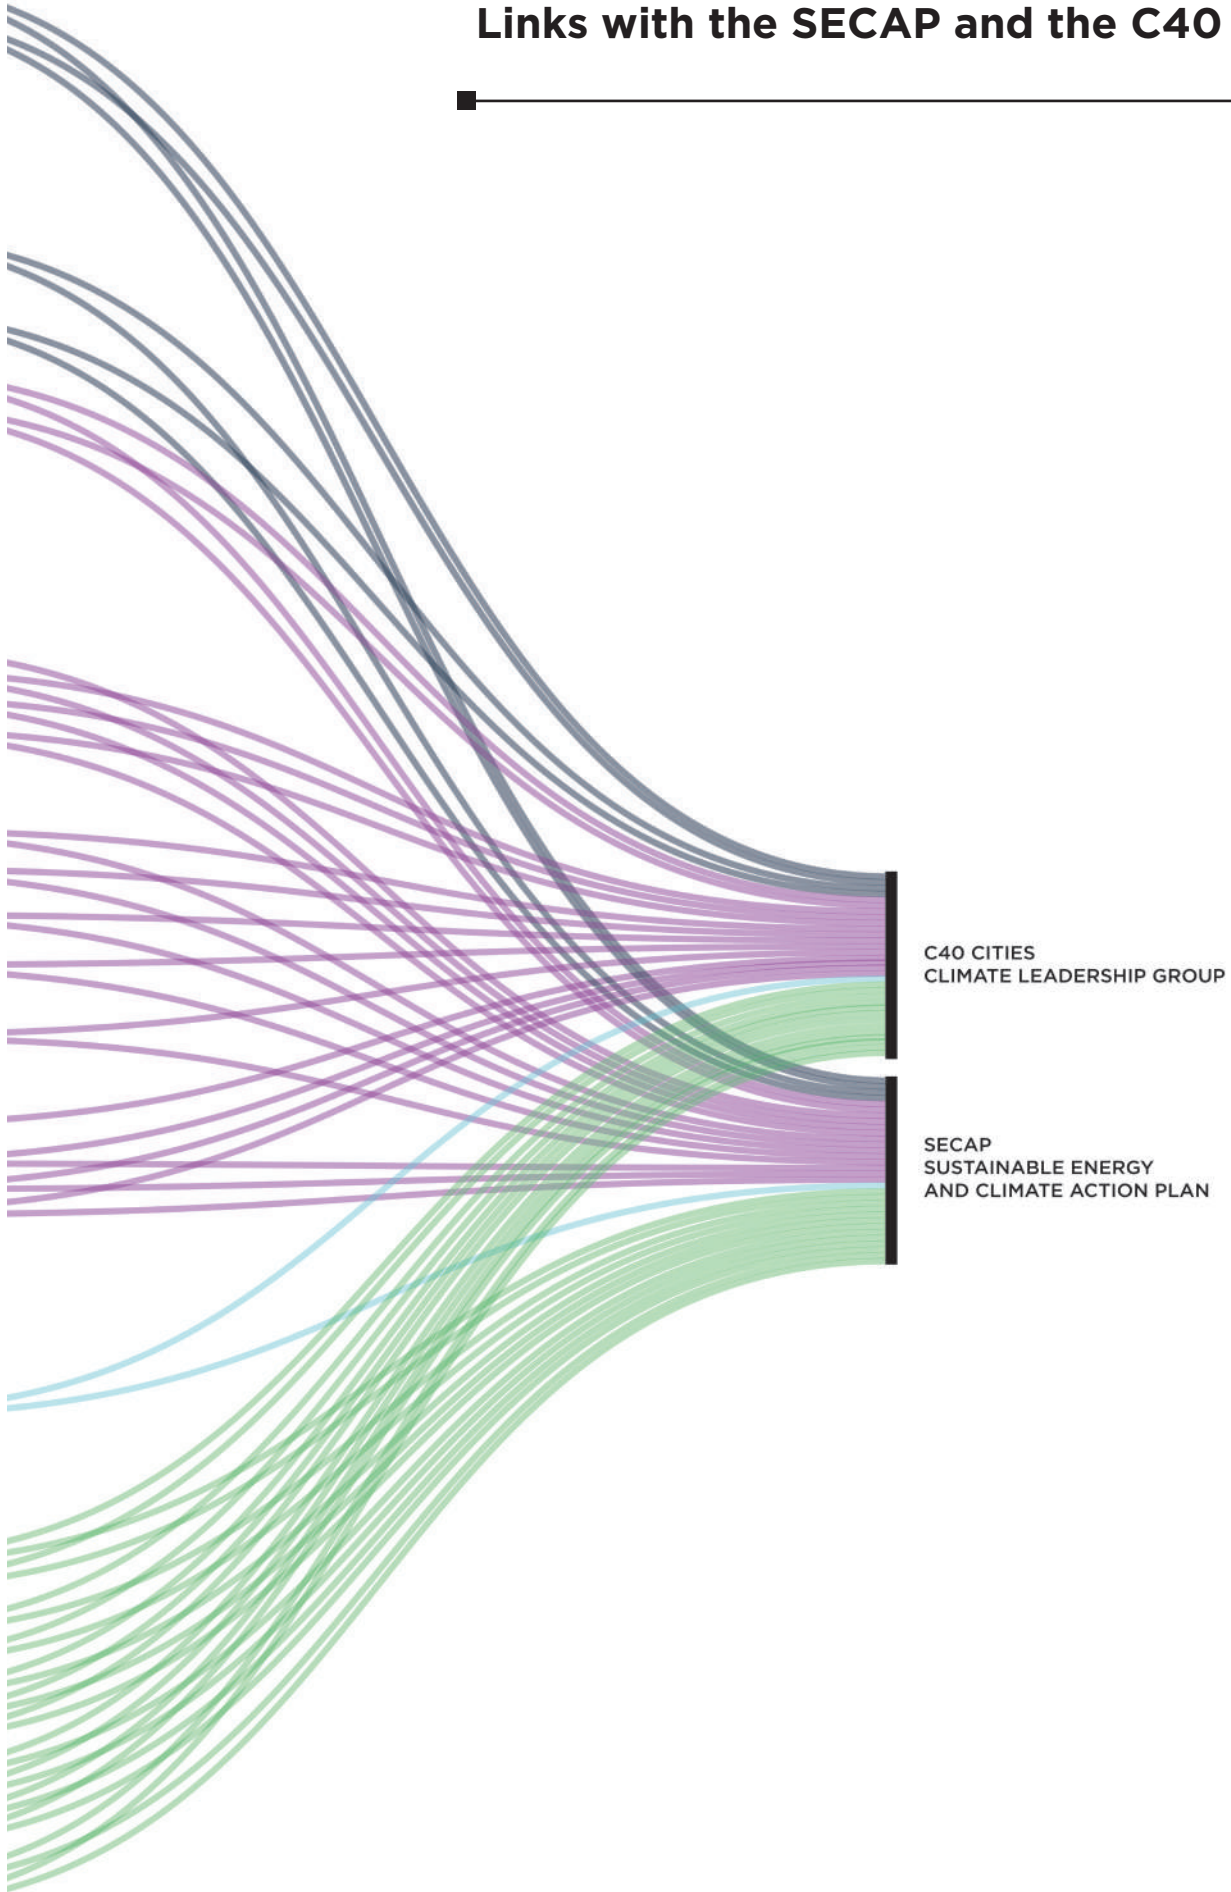 Links with the SECAP and the C40
C40 CITIES
CLIMATE LEADERSHIP GROUP
SECAP
SUSTAINABLE ENERGY
AND CLIMATE ACTION PLAN